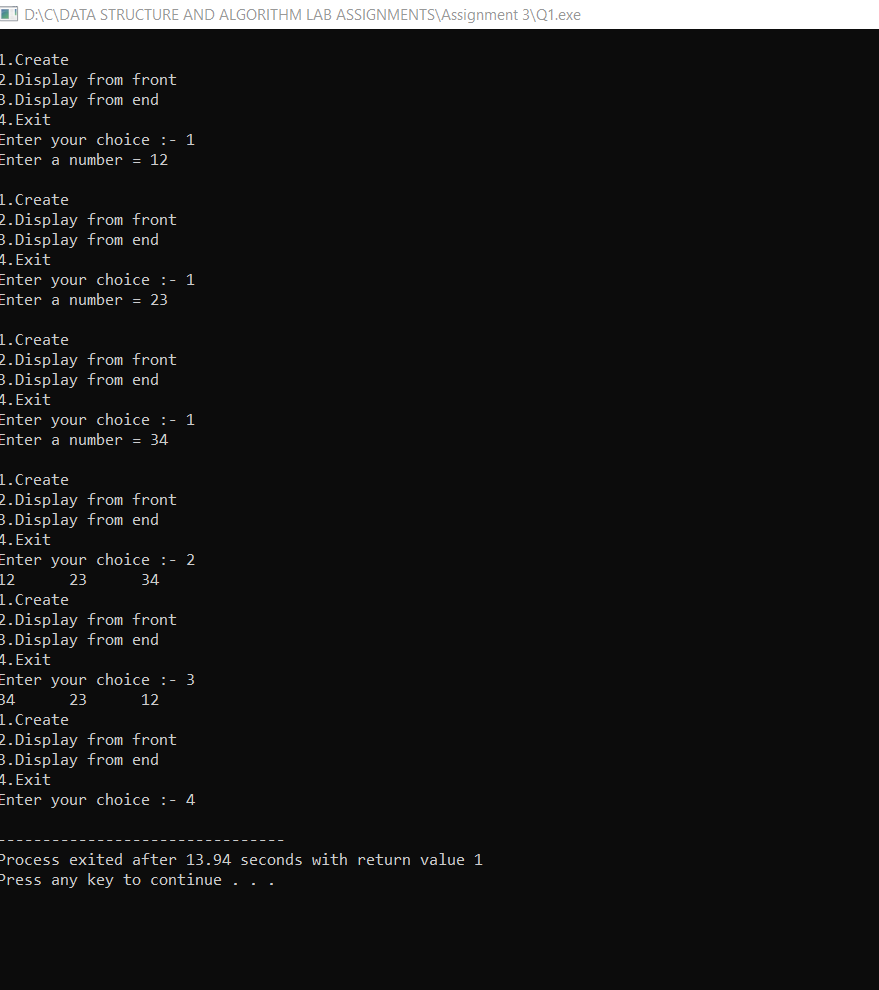 D:\C\DATA STRUCTURE AND ALGORITHM LAB ASSIGNMENTS\Assignment 3\Q1.exe
1.Create
2.Display from front
3.Display from end
4.Exit
Enter your choice :- 1
Enter a number = 12
1.Create
2.Display from front
3.Display from end
4.Exit
Enter your choice :- 1
Enter a number = 23
1.Create
2.Display from front
3.Display from end
4.Exit
Enter your choice :- 1
Enter a number = 34
1.Create
2.Display from front
3.Display from end
4.Exit
Enter your choice :- 2
12      23      34
1.Create
2.Display from front
3.Display from end
4.Exit
Enter your choice :- 3
34      23      12
1.Create
2.Display from front
3.Display from end
4.Exit
Enter your choice :- 4
--------------------------------
Process exited after 13.94 seconds with return value 1
Press any key to continue . . .